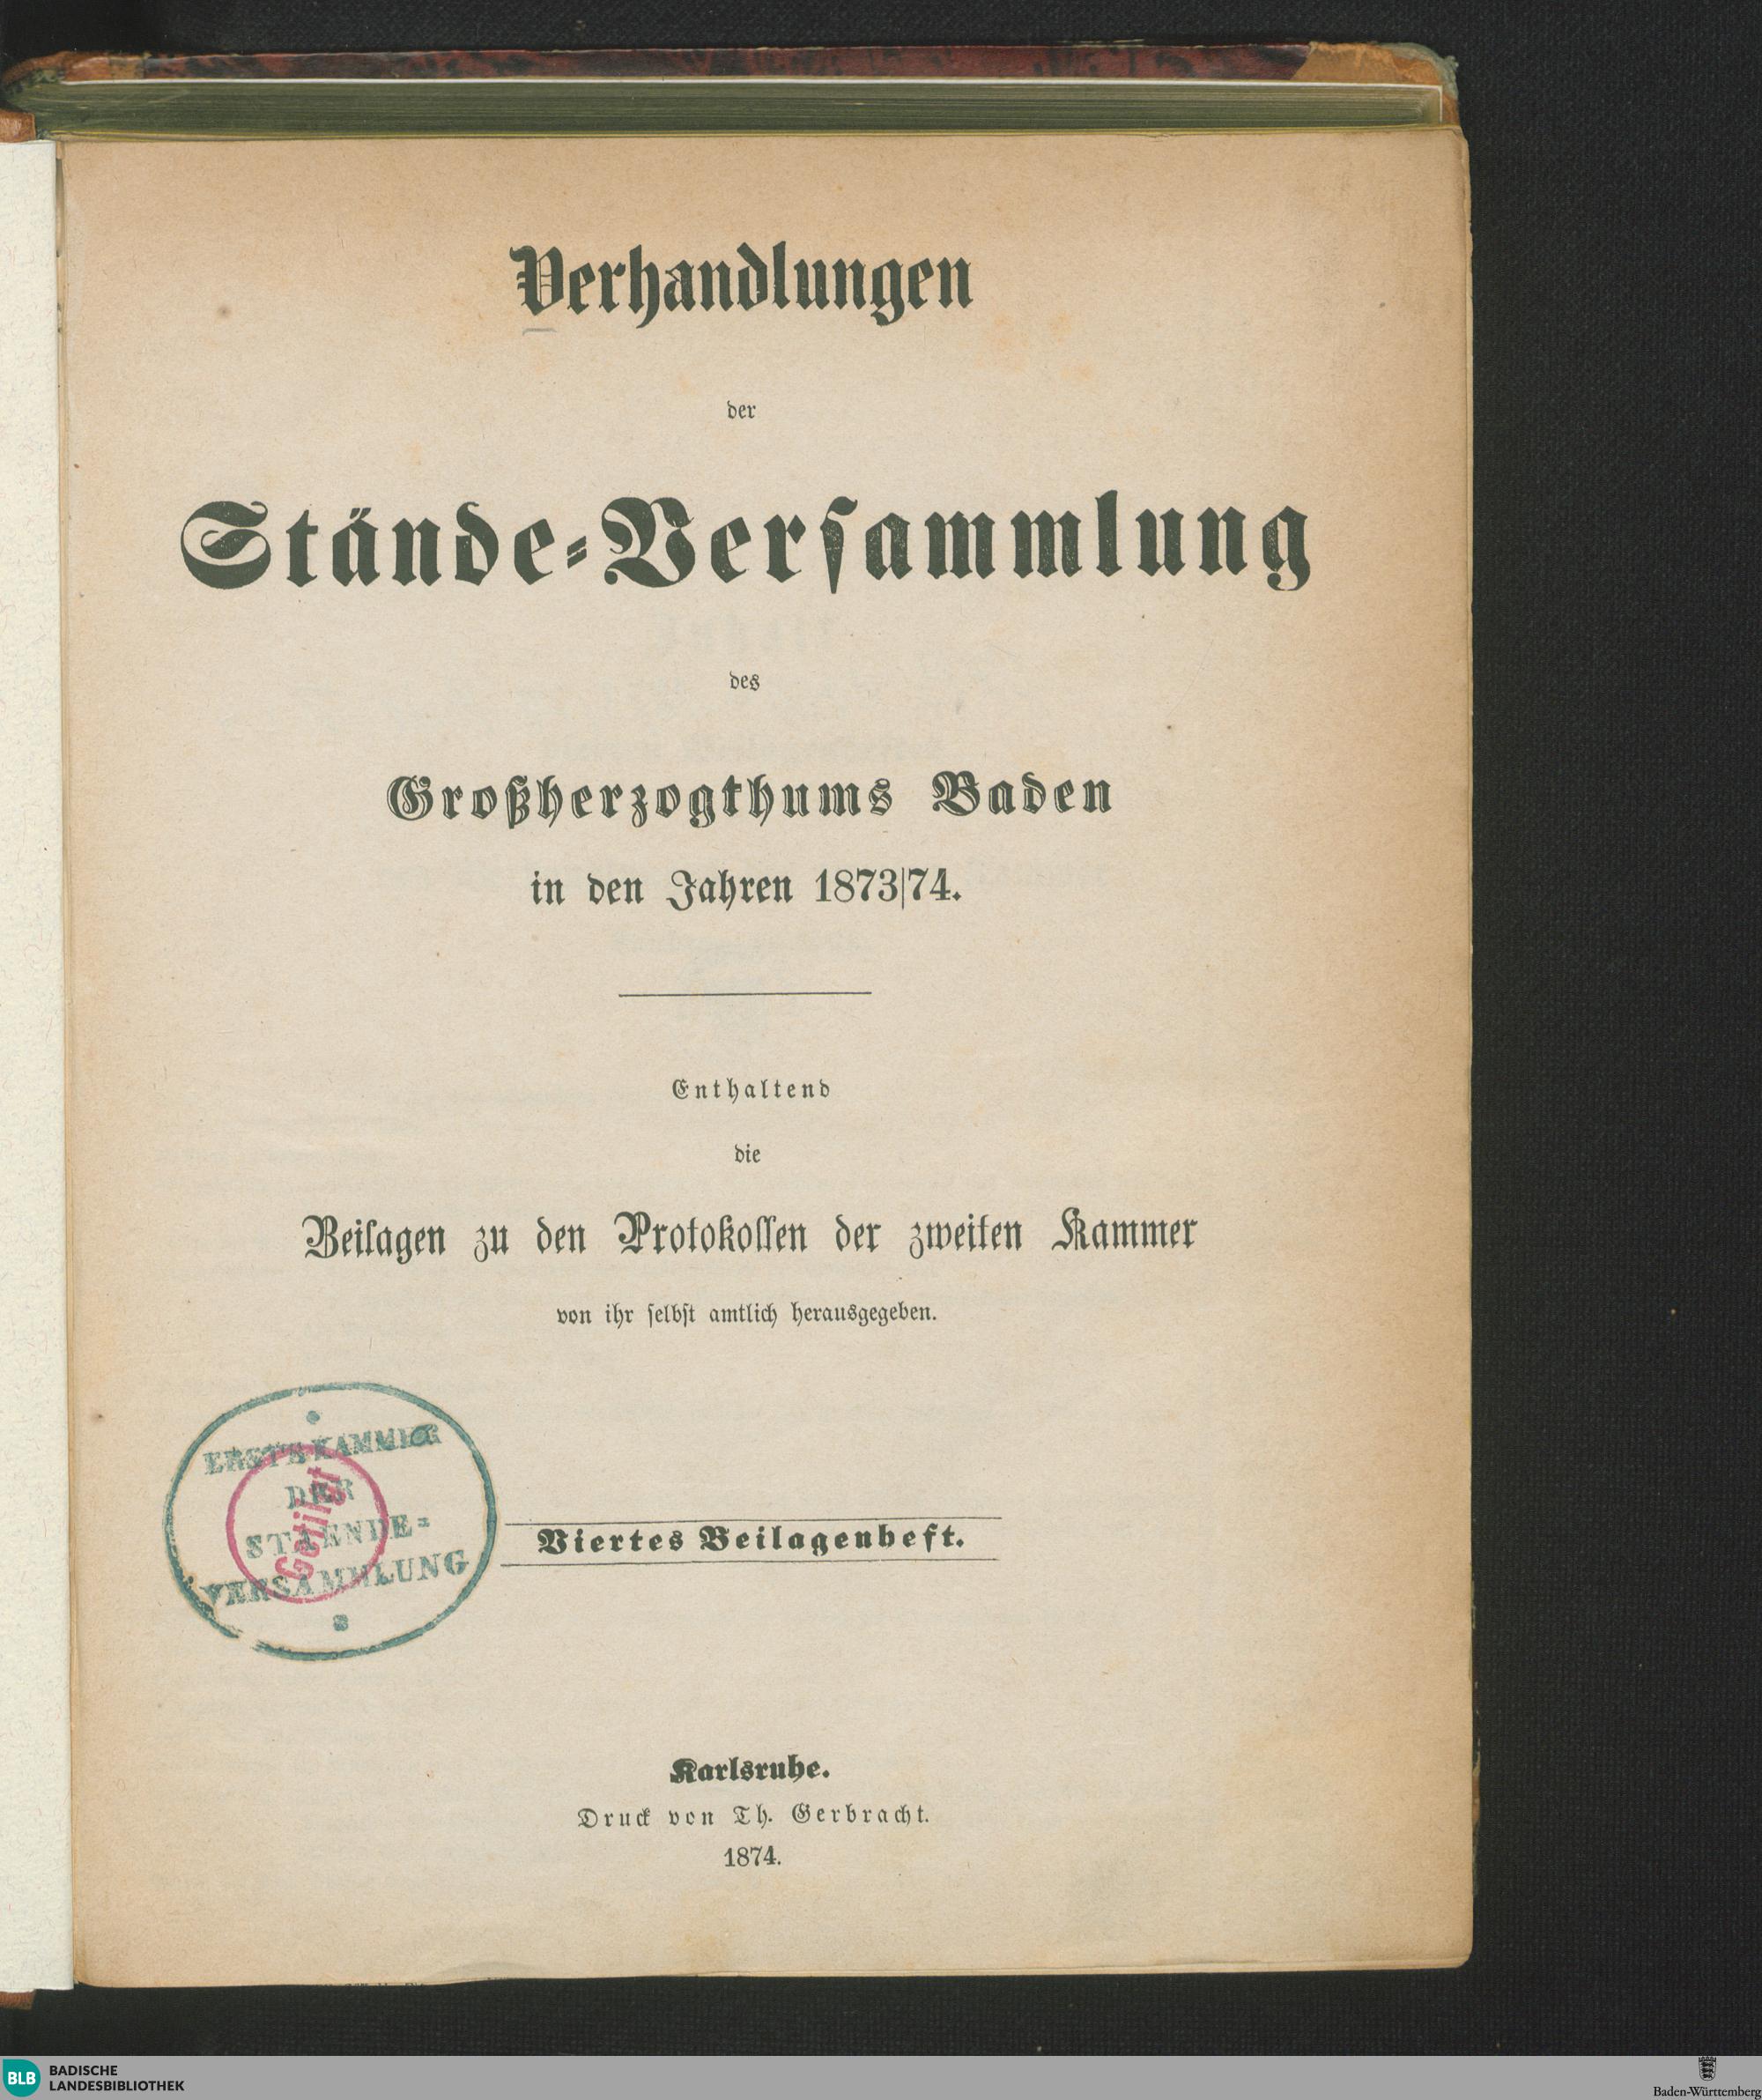 Verhandlungen
der
Stände-Versammlung
des
Großherzogthums Baden
in den Jahren 1873|74.
Enthaltend
die
Beilagen zu den Protokollen der zweiten Kammer
von ihr selbst amtlich herausgegeben.
ERSTE KAMMER
DER
STAENDE=
VERSAMMLUNG
Getilgt
Viertes Beilagenheft.
Karlsruhe.
Druck von Th. Gerbracht.
1874.
BLB BADISCHE
LANDESBIBLIOTHEK
Baden-Württemberg